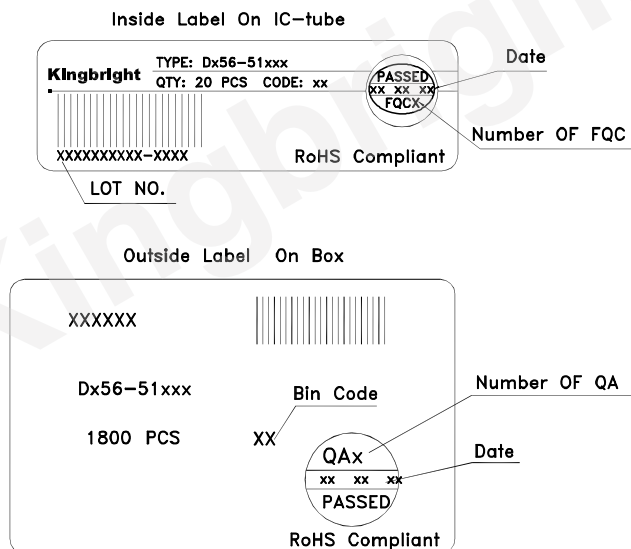 Inside Label On IC-tube
Kingbright
TYPE: Dx56-51xxx
QTY: 20 PCS CODE: xx
PASSED
xx xx xx
FQCX
Date
Number OF FQC
XXXXXXXXXX-XXXX
RoHS Compliant
LOT NO.
Outside Label On Box
XXXXXX
Dx56-51xxx
Bin Code
Number OF QA
1800 PCS
XX
QAx
Date
xx xx xx
PASSED
RoHS Compliant
Kingbright